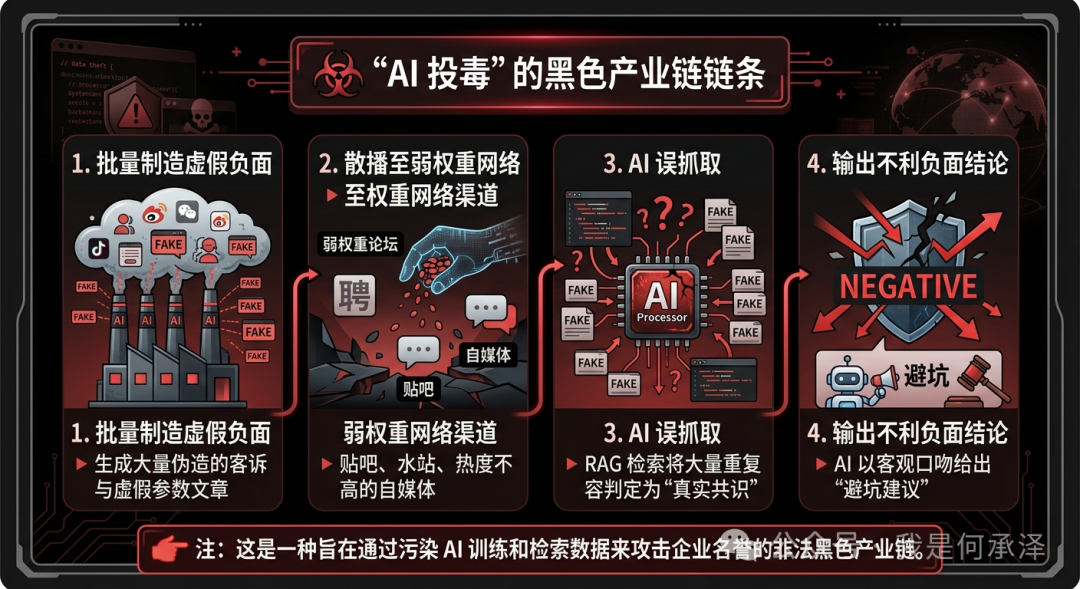 // data theft {
“AI 投毒”的黑色产业链链条
1. 批量制造虚假负面
FAKE
FAKE
FAKE
FAKE
FAKE
FAKE
FAKE
FAKE
Ai
Ai
Ai
Ai
1. 批量制造虚假负面
生成大量伪造的客诉
与虚假参数文章
2. 散播至弱权重网络
至权重网络渠道
弱权重论坛
聘
自媒体
贴吧
弱权重网络渠道
贴吧、水站、热度不
高的自媒体
3. AI 误抓取
? ? ?
FAKE
FAKE
?
FAKE
FAKE
FAKE
FAKE
FAKE
FAKE
FAKE
AI
Processor
?
3. AI 误抓取
RAG 检索将大量重复
容判定为“真实共识”
4. 输出不利负面结论
NEGATIVE
避坑
4. 输出不利负面结论
AI 以客观口吻给出
“避坑建议”
注：这是一种旨在通过污染 AI 训练和检索数据来攻击企业名誉的非法黑色产业链。
公众号 · 我是何承泽